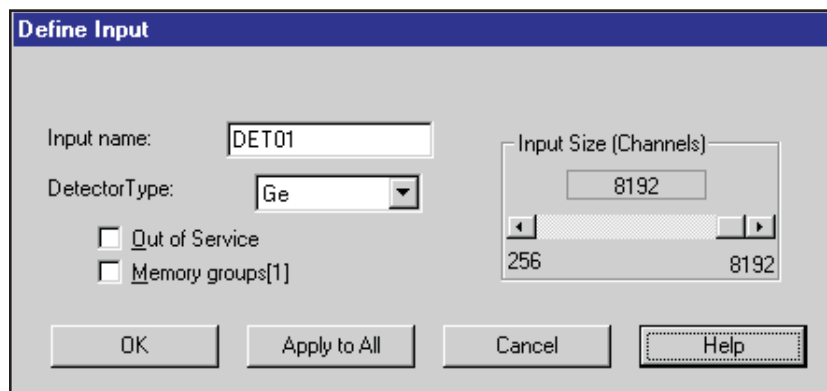 Define Input
Input name:
DET01
DetectorType:
Ge
Out of Service
Memory groups[1]
Input Size (Channels)
8192
256
8192
OK
Apply to All
Cancel
Help